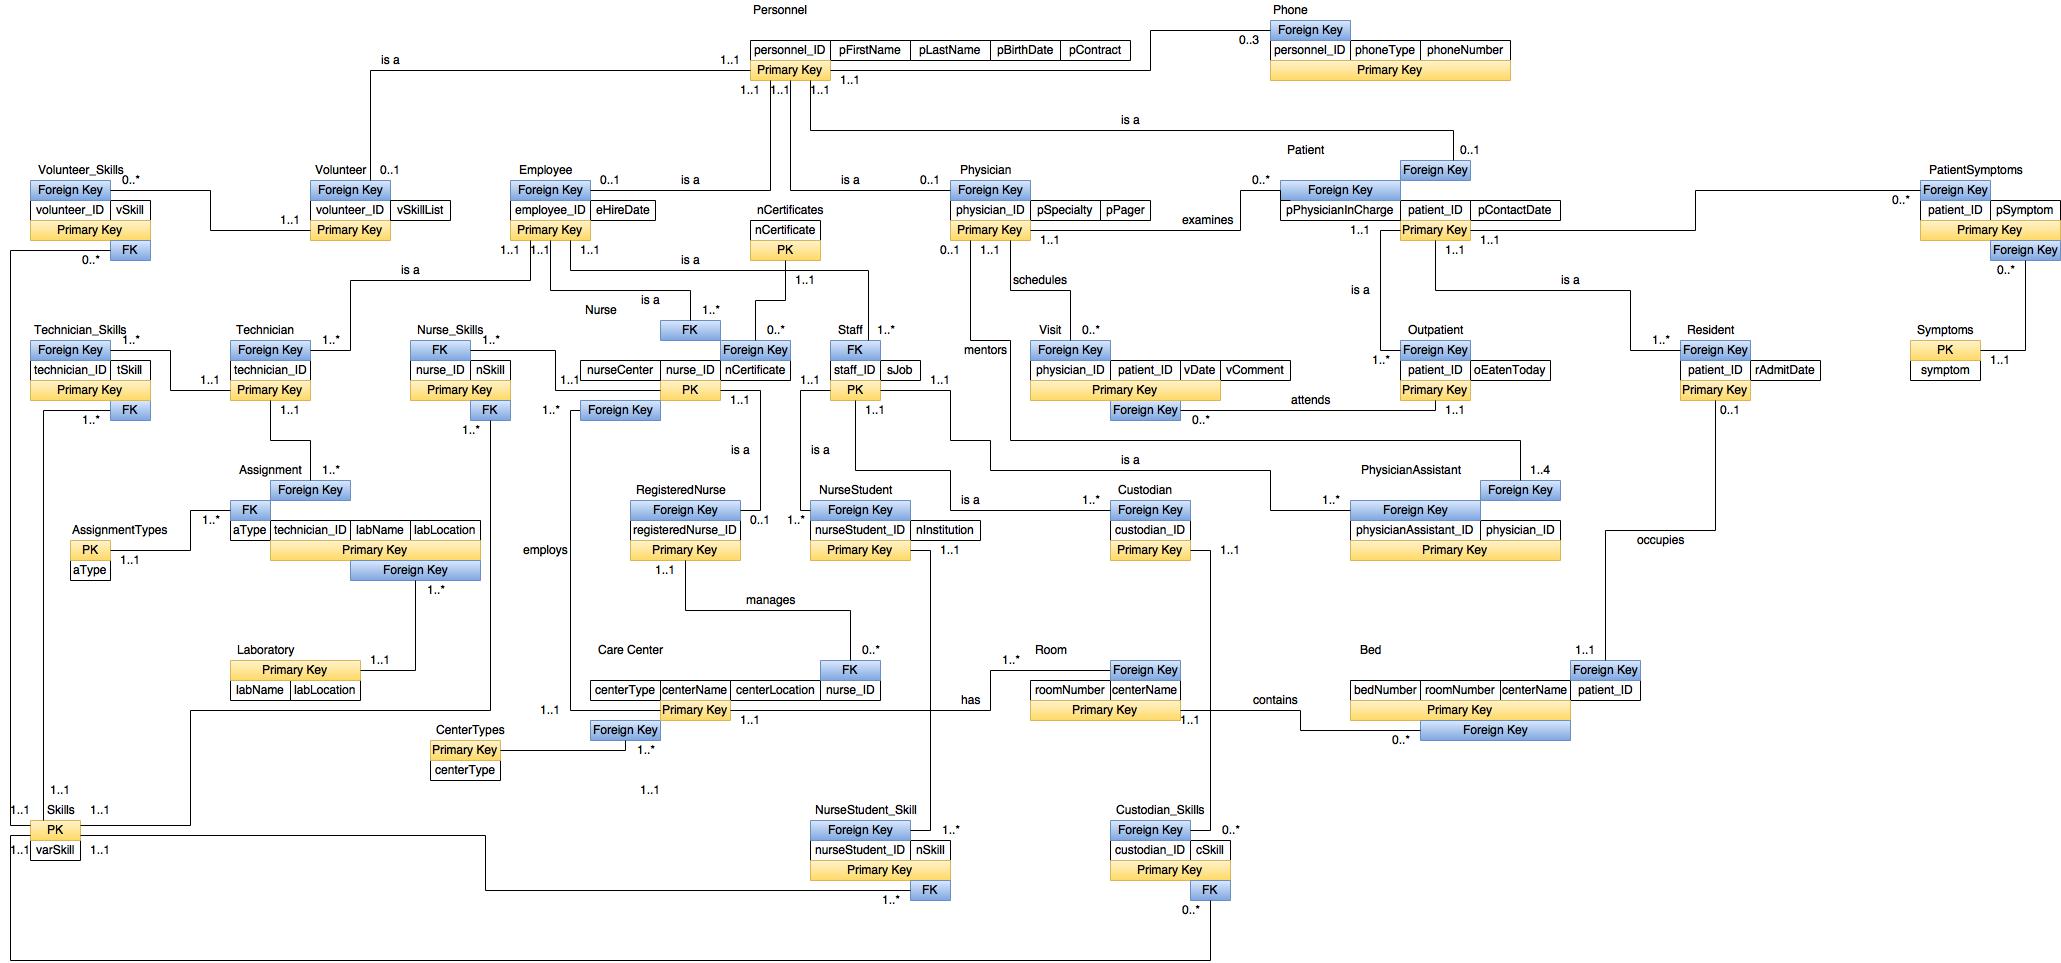 Personnel
Phone
Foreign Key
0..3
personnel_ID pFirstName pLastName pBirthDate pContract
personnel_ID phoneType phoneNumber
is a
1..1
Primary Key
1..1
Primary Key
1..1 1..1 1..1
is a
Patient
0..1
Volunteer_Skills
Volunteer
0..1
Employee
Physician
Foreign Key
PatientSymptoms
0..*
0..1
is a
is a
0..1
0..*
Foreign Key
Foreign Key
Foreign Key
Foreign Key
Foreign Key
Foreign Key
0..*
volunteer_ID vSkill
volunteer_ID vSkillList
employee_ID eHireDate
nCertificates
physician_ID pSpecialty pPager
pPhysicianInCharge patient_ID pContactDate
patient_ID pSymptom
1..1
examines
Primary Key
Primary Key
Primary Key
nCertificate
Primary Key
1..1
1..1
Primary Key
1..1
Primary Key
FK
0..*
1..1 1..1 1..1
PK
0..1 1..1
1..1
Foreign Key
is a
is a
1..1
schedules
is a
is a
0..*
is a
Nurse
1..*
Technician_Skills
1..*
Technician
1..*
Nurse_Skills
1..*
FK
0..*
Staff
1..*
Visit
0..*
Outpatient
Resident
1..*
Symptoms
Foreign Key
Foreign Key
FK
Foreign Key
FK
mentors
Foreign Key
1..*
Foreign Key
Foreign Key
PK
1..1
technician_ID tSkill
technician_ID
nurse_ID nSkill
nurseCenter nurse_ID nCertificate
staff_ID sJob
physician_ID patient_ID vDate vComment
patient_ID oEatenToday
patient_ID rAdmitDate
symptom
1..1
1..1
1..1
1..1
Primary Key
Primary Key
Primary Key
PK
1..1
PK
Primary Key
attends
Primary Key
Primary Key
FK
1..*
1..1
FK
1..*
1..*
Foreign Key
1..1
Foreign Key
0..*
1..1
0..1
is a
is a
is a
Assignment
1..*
PhysicianAssistant
1..4
Foreign Key
RegisteredNurse
NurseStudent
Custodian
Foreign Key
is a
1..*
1..*
AssignmentTypes
1..*
FK
Foreign Key
0..1
1..*
Foreign Key
Foreign Key
Foreign Key
aType technician_ID labName labLocation
registeredNurse_ID
nurseStudent_ID nInstitution
custodian_ID
physicianAssistant_ID physician_ID
PK
1..1
Primary Key
employs
Primary Key
Primary Key
1..1
Primary Key
1..1
Primary Key
occupies
aType
Foreign Key
1..1
1..*
manages
Laboratory
Care Center
0..*
Room
Bed
1..1
1..1
1..*
Primary Key
FK
Foreign Key
Foreign Key
labName labLocation
centerType centerName centerLocation nurse_ID
roomNumber centerName
bedNumber roomNumber centerName patient_ID
has
contains
1..1
Primary Key
1..1
Primary Key
1..1
Primary Key
CenterTypes
Foreign Key
Foreign Key
0..*
Primary Key
1..*
centerType
1..1
1..1
1..1
Skills
1..1
NurseStudent_Skill
Custodian_Skills
PK
Foreign Key
1..*
Foreign Key
0..*
1..1
varSkill
1..1
nurseStudent_ID nSkill
custodian_ID cSkill
Primary Key
Primary Key
FK
FK
1..*
0..*